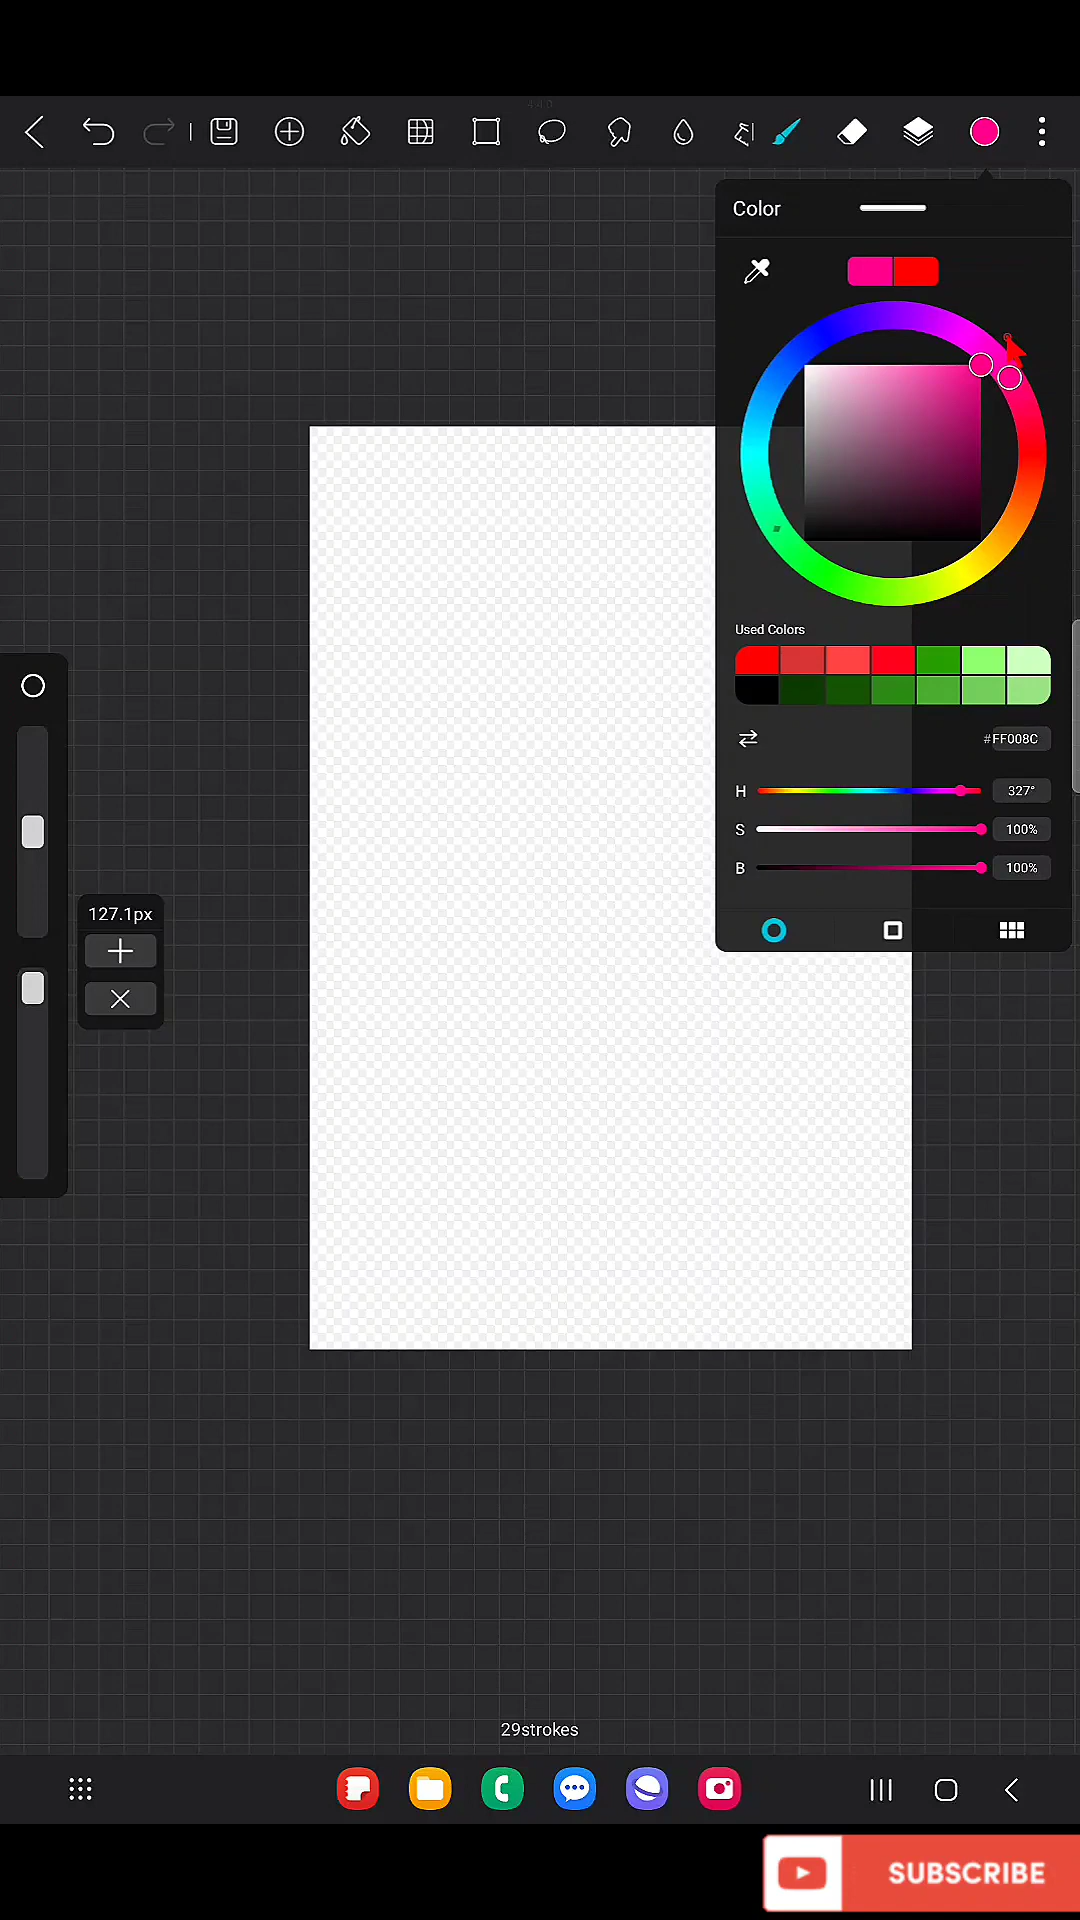 Color
Used Colors
#FF008C
H 327°
S 100%
B 100%
127.1px
29strokes
SUBSCRIBE